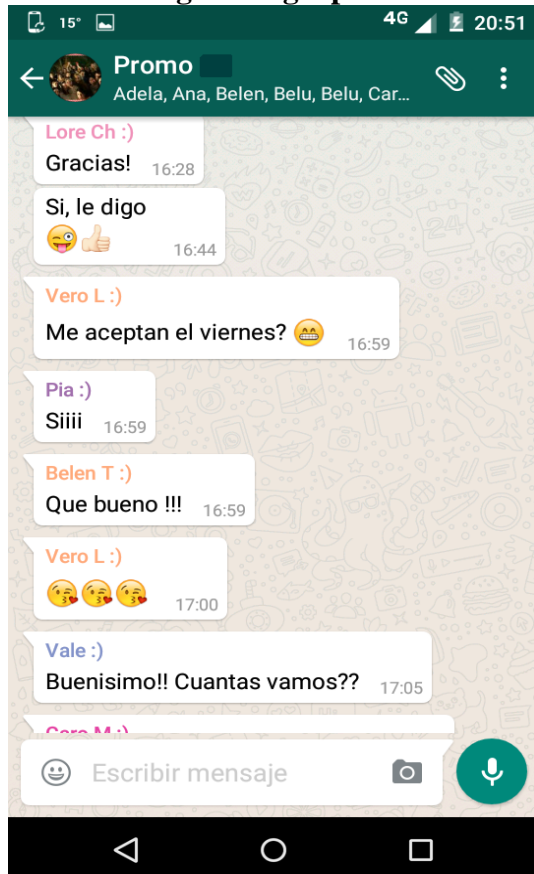 15°
4G
20:51
Promo
Adela, Ana, Belen, Belu, Belu, Car...
Lore Ch :)
Gracias! 16:28
Si, le digo
16:44
Vero L :)
Me aceptan el viernes? 16:59
Pia :)
Siiii 16:59
Belen T :)
Que bueno !!! 16:59
Vero L :)
17:00
Vale :)
Buenisimo!! Cuantas vamos?? 17:05
Caro M :)
Escribir mensaje